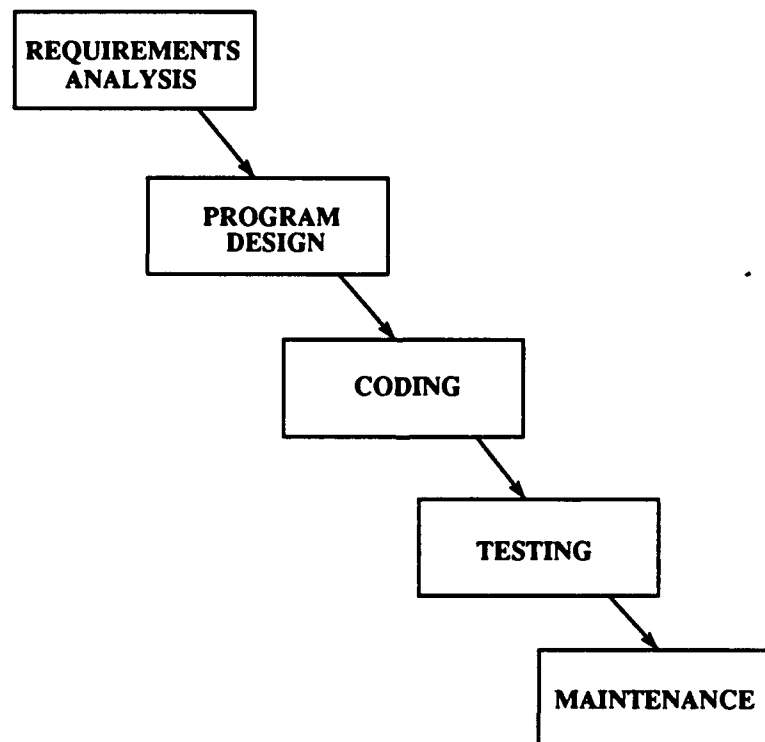 REQUIREMENTS
ANALYSIS
PROGRAM
DESIGN
CODING
TESTING
MAINTENANCE